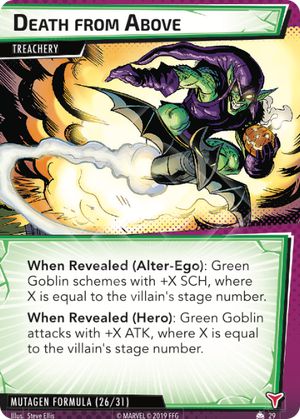 DEATH FROM ABOVE
TREACHERY
When Revealed (Alter-Ego): Green
Goblin schemes with +X SCH, where
X is equal to the villain's stage number.
When Revealed (Hero): Green Goblin
attacks with +X ATK, where X is equal
to the villain's stage number.
MUTAGEN FORMULA (26/31)
Illus. Steve Ellis
© MARVEL © 2019 FFG
29